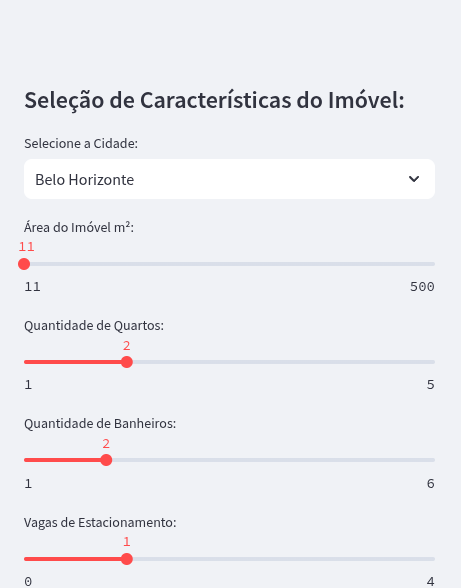 Seleção de Características do Imóvel:
Selecione a Cidade:
Belo Horizonte
Área do Imóvel m²:
11
11 500
Quantidade de Quartos:
2
1 5
Quantidade de Banheiros:
2
1 6
Vagas de Estacionamento:
1
0 4